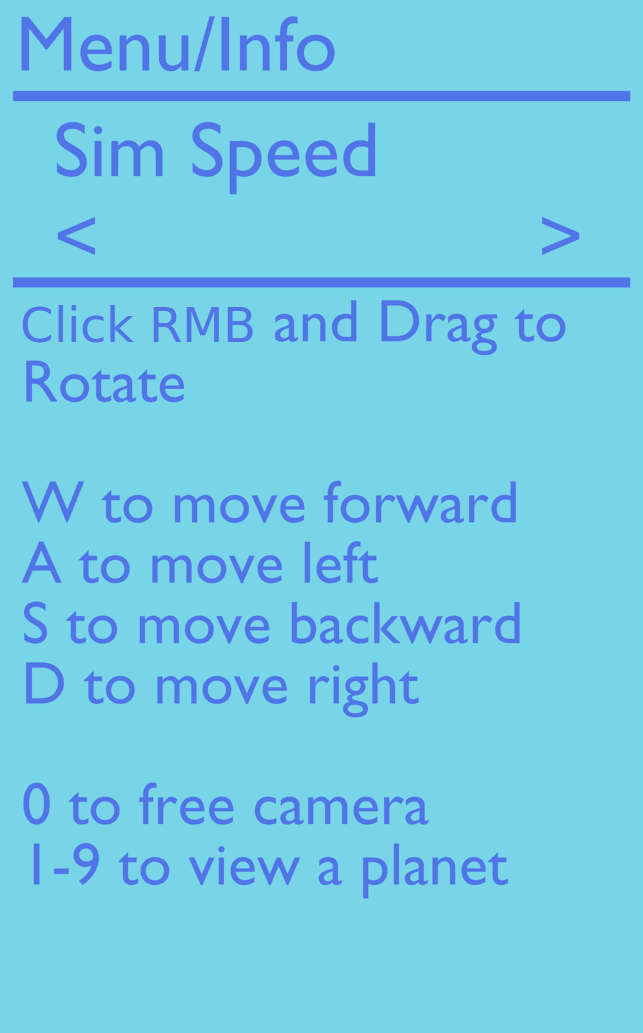 Menu/Info
Sim Speed
< >
Click RMB and Drag to
Rotate
W to move forward
A to move left
S to move backward
D to move right
0 to free camera
1-9 to view a planet